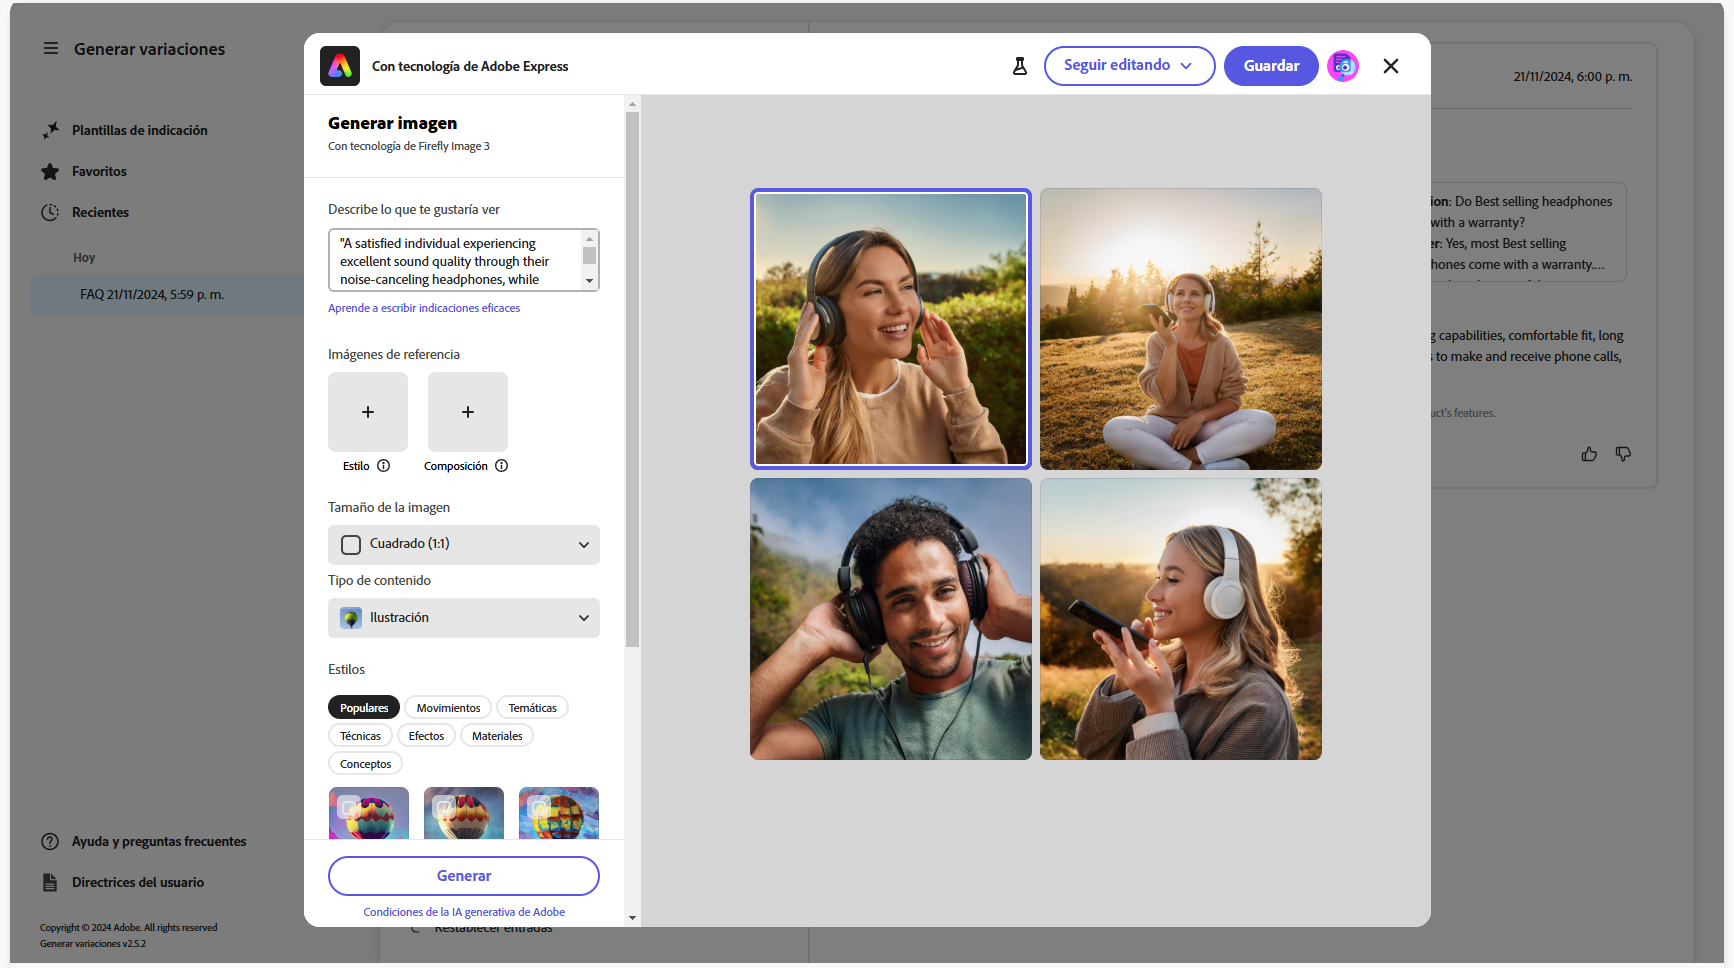 Generar variaciones
Plantillas de indicación
Favoritos
Recientes
Hoy
FAQ 21/11/2024, 5:59 p. m.
Ayuda y preguntas frecuentes
Directrices del usuario
Copyright © 2024 Adobe. All rights reserved
Generar variaciones v2.5.2
Con tecnología de Adobe Express
Seguir editando
Guardar
Generar imagen
Con tecnología de Firefly Image 3
Describe lo que te gustaría ver
"A satisfied individual experiencing
excellent sound quality through their
noise-canceling headphones, while
Aprende a escribir indicaciones eficaces
Imágenes de referencia
Estilo
Composición
Tamaño de la imagen
Cuadrado (1:1)
Tipo de contenido
Ilustración
Estilos
Populares
Movimientos
Temáticas
Técnicas
Efectos
Materiales
Conceptos
Generar
Condiciones de la IA generativa de Adobe
Restablecer entradas
21/11/2024, 6:00 p. m.
ion: Do Best selling headphones
with a warranty?
er: Yes, most Best selling
hones come with a warranty....
g capabilities, comfortable fit, long
s to make and receive phone calls,
uct's features.